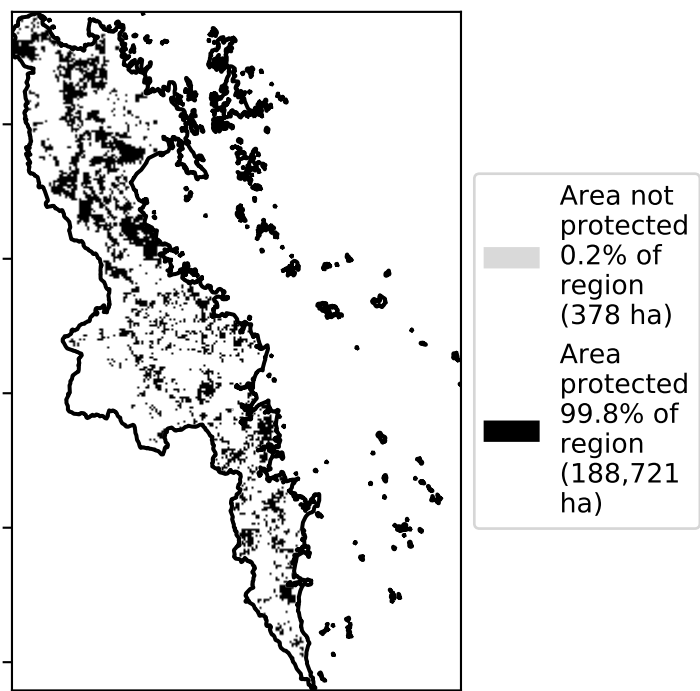 Area not
protected
0.2% of
region
(378 ha)
Area
protected
99.8% of
region
(188,721
ha)